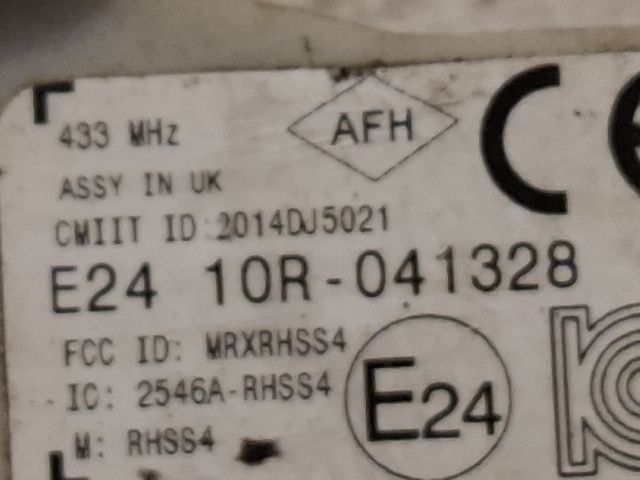 433 MHz
AFH
ASSY IN UK
CMIIT ID:2014DJ5021
E24 10R-041328
FCC ID: MRXRHSS4
IC: 2546A-RHSS4
M: RHSS4
E24
CE